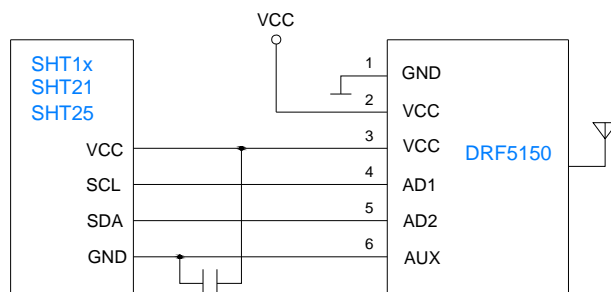 VCC
SHT1x
SHT21
SHT25
VCC
SCL
SDA
GND
1
2
3
4
5
6
GND
VCC
VCC
AD1
AD2
AUX
DRF5150